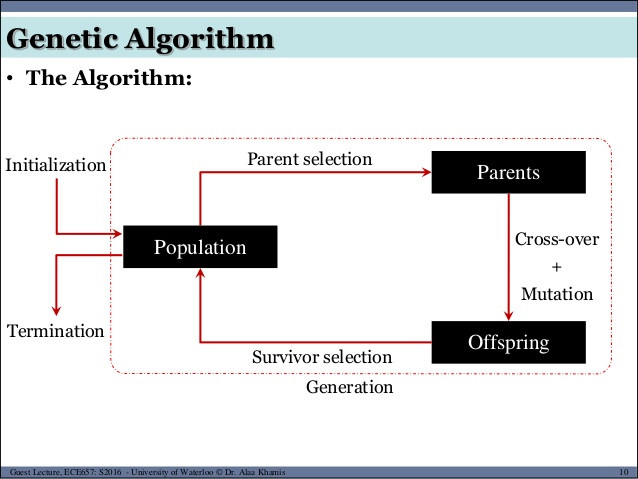 Genetic Algorithm
• The Algorithm:
Initialization
Parent selection
Parents
Population
Cross-over
+
Mutation
Termination
Offspring
Survivor selection
Generation
Guest Lecture, ECE657: S2016 - University of Waterloo © Dr. Alaa Khamis
10